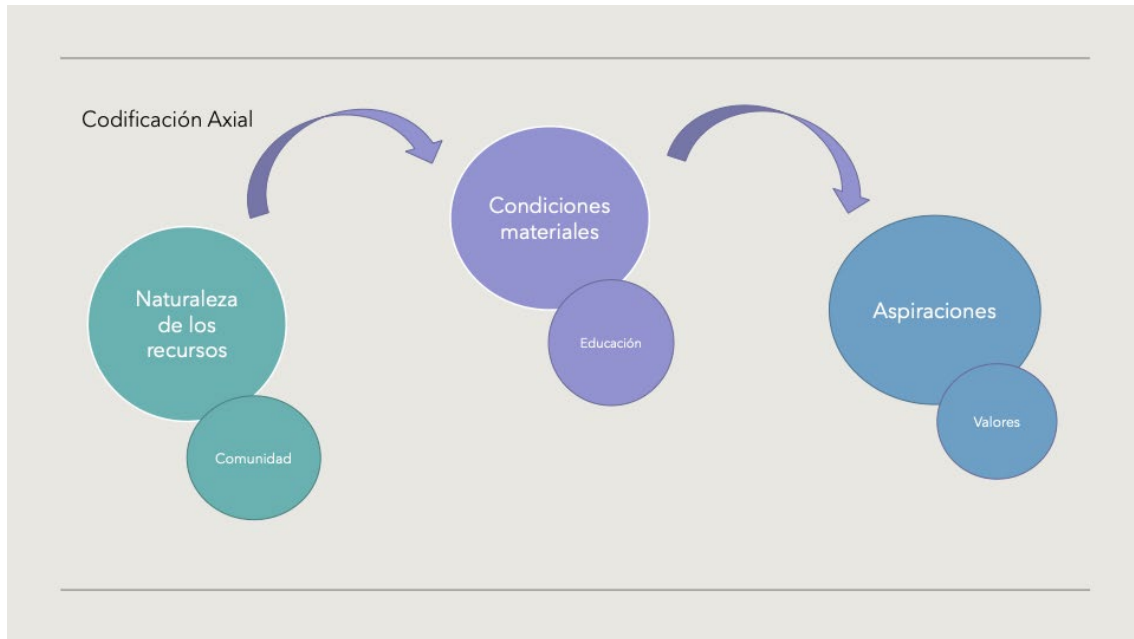 Codificación Axial
Naturaleza
de los
recursos
Comunidad
Condiciones
materiales
Educación
Aspiraciones
Valores